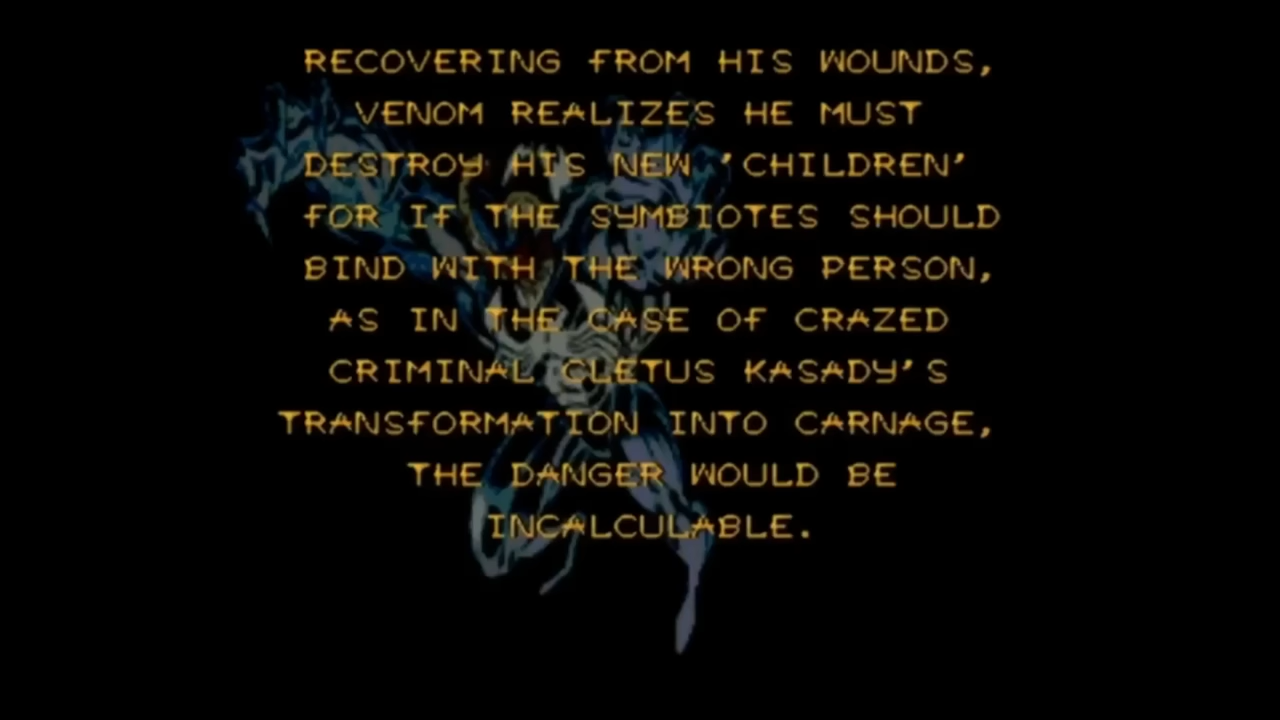 RECOVERING FROM HIS WOUNDS,
VENOM REALIZES HE MUST
DESTROY HIS NEW 'CHILDREN'
FOR IF THE SYMBIOTES SHOULD
BIND WITH THE WRONG PERSON,
AS IN THE CASE OF CRAZED
CRIMINAL CLETUS KASADY'S
TRANSFORMATION INTO CARNAGE,
THE DANGER WOULD BE
INCALCULABLE.